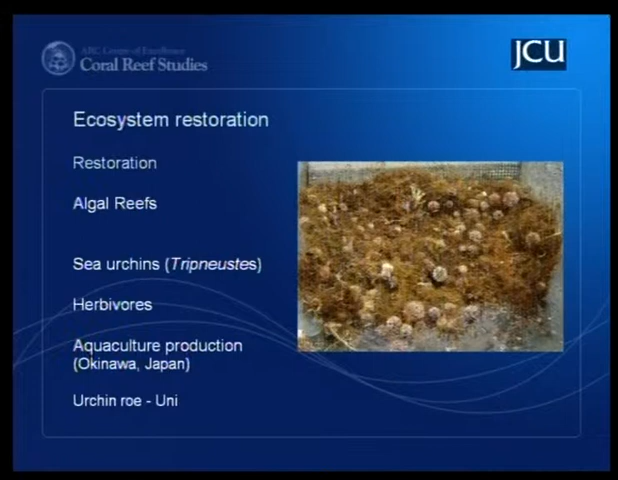 ARC Centre of Excellence
Coral Reef Studies
JCU
Ecosystem restoration
Restoration
Algal Reefs
Sea urchins (Tripneustes)
Herbivores
Aquaculture production
(Okinawa, Japan)
Urchin roe - Uni